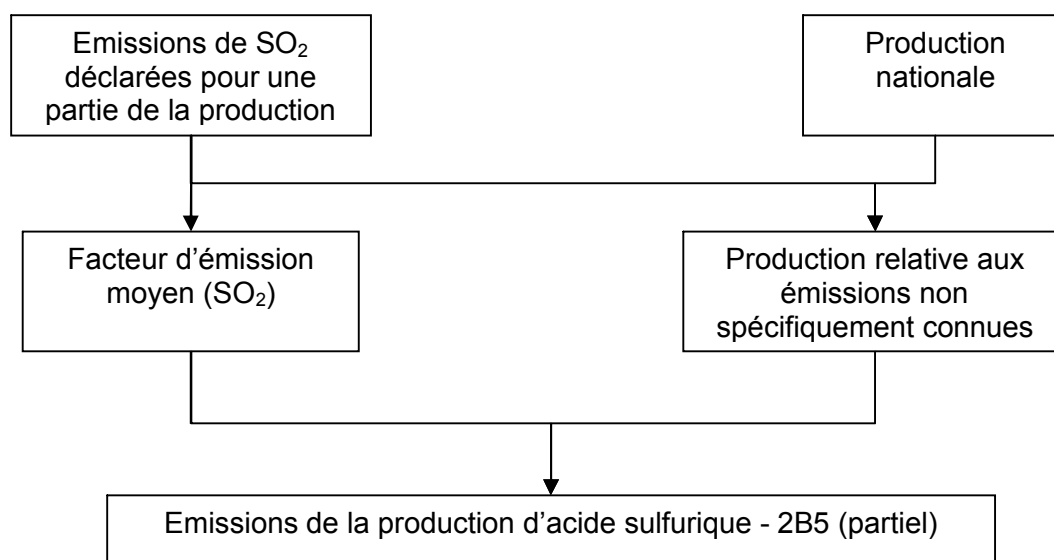 Emissions de SO₂
déclarées pour une
partie de la production
Production
nationale
Facteur d’émission
moyen (SO₂)
Production relative aux
émissions non
spécifiquement connues
Emissions de la production d’acide sulfurique - 2B5 (partiel)